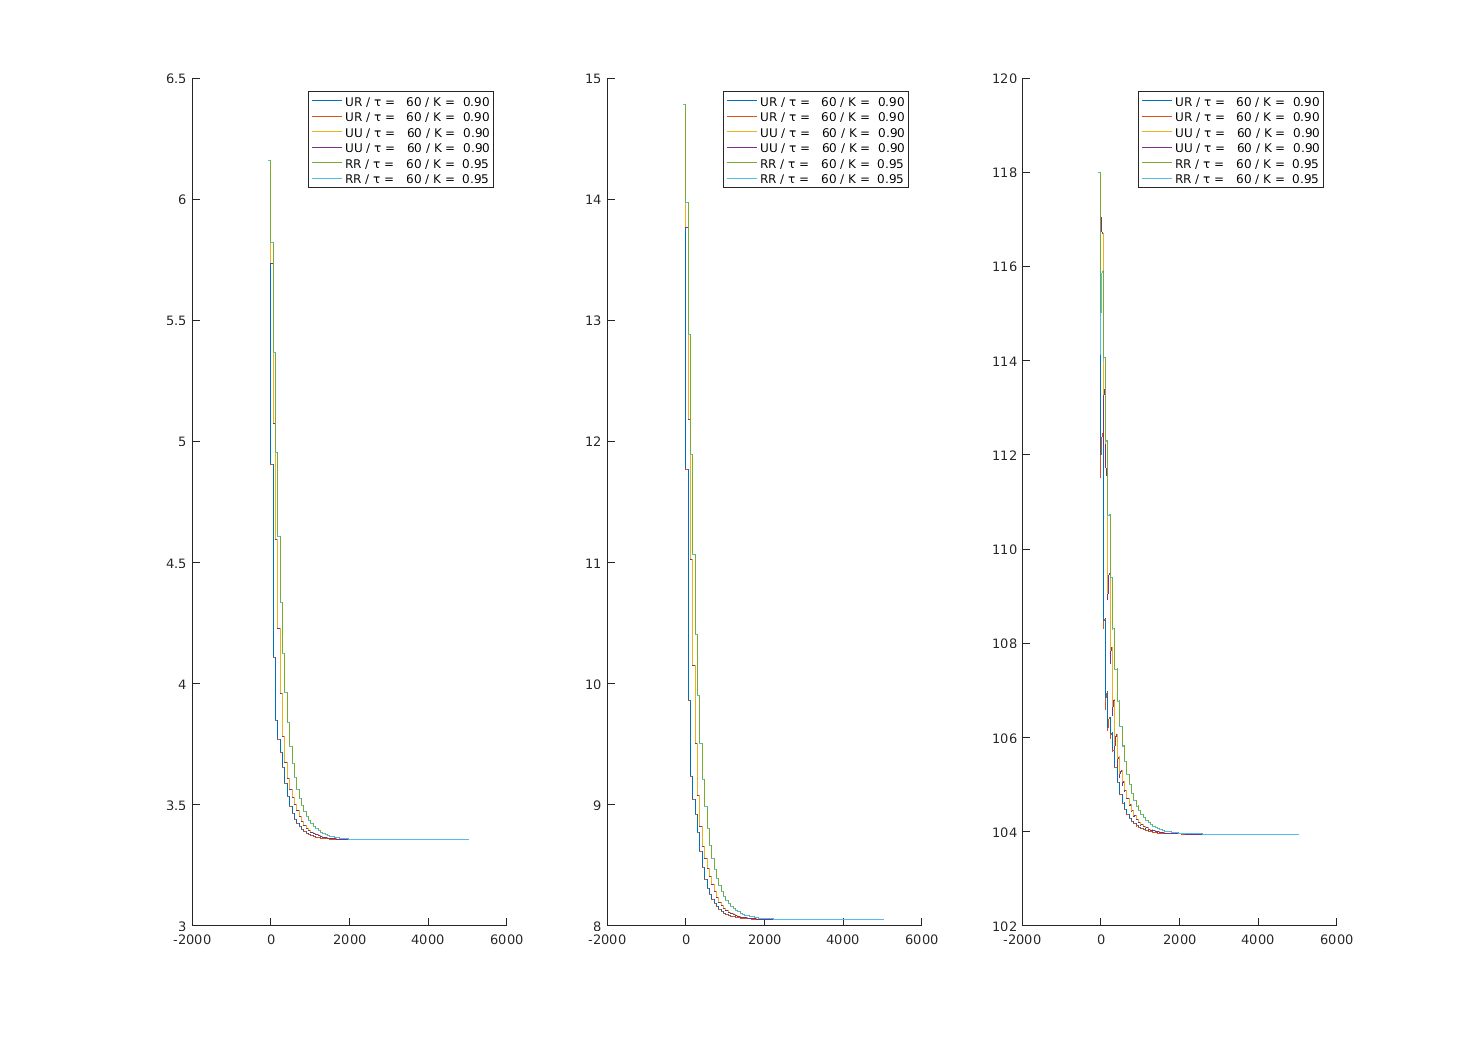 6.5
6
5.5
5
4.5
4
3.5
3
-2000
0
2000
4000
6000
UR / τ = 60 / K = 0.90
UR / τ = 60 / K = 0.90
UU / τ = 60 / K = 0.90
UU / τ = 60 / K = 0.90
RR / τ = 60 / K = 0.95
RR / τ = 60 / K = 0.95
15
14
13
12
11
10
9
8
-2000
0
2000
4000
6000
UR / τ = 60 / K = 0.90
UR / τ = 60 / K = 0.90
UU / τ = 60 / K = 0.90
UU / τ = 60 / K = 0.90
RR / τ = 60 / K = 0.95
RR / τ = 60 / K = 0.95
120
118
116
114
112
110
108
106
104
102
-2000
0
2000
4000
6000
UR / τ = 60 / K = 0.90
UR / τ = 60 / K = 0.90
UU / τ = 60 / K = 0.90
UU / τ = 60 / K = 0.90
RR / τ = 60 / K = 0.95
RR / τ = 60 / K = 0.95